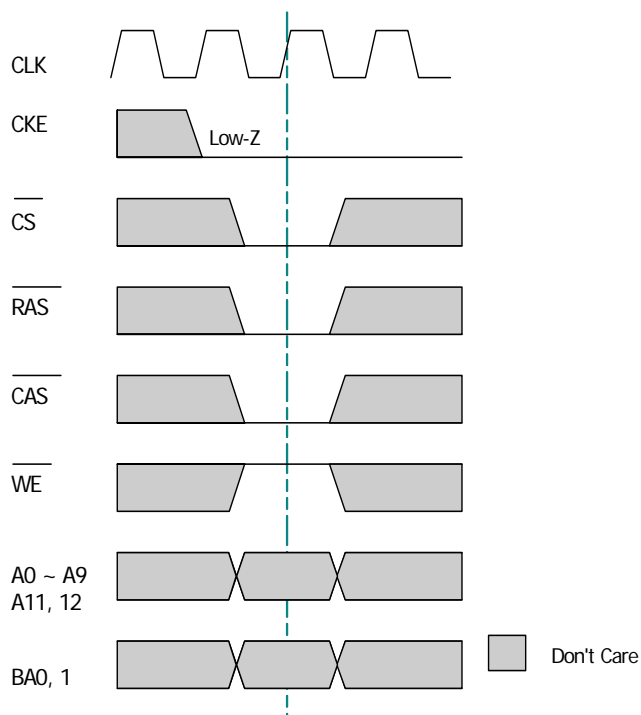 CLK
CKE
Low-Z
CS
RAS
CAS
WE
A0 ~ A9
A11, 12
BA0, 1
Don't Care